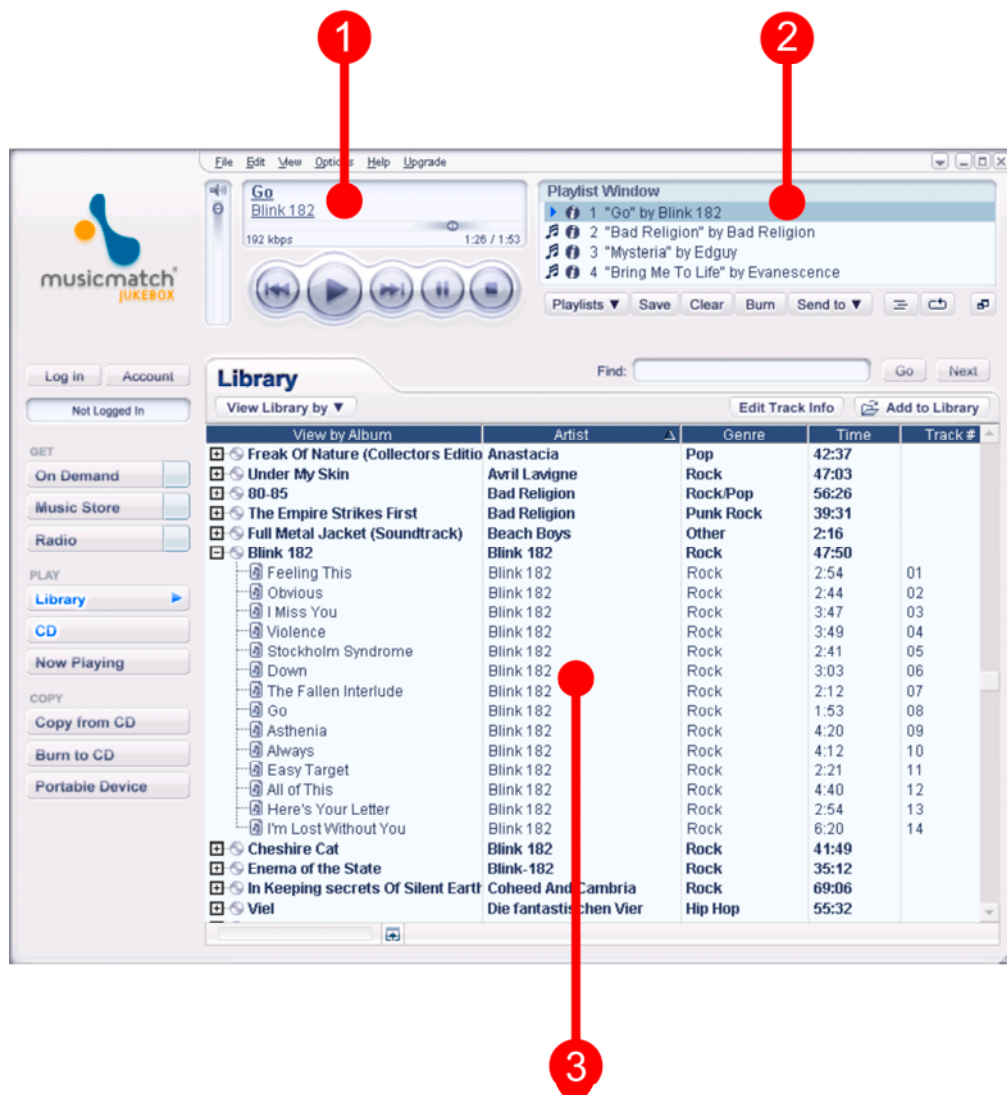 1
2
File Edit View Options Help Upgrade
Go
Blink 182
192 kbps 1:26 / 1:53
Playlist Window
1 "Go" by Blink 182
2 "Bad Religion" by Bad Religion
3 "Mysteria" by Edguy
4 "Bring Me To Life" by Evanescence
Playlists ▼ Save Clear Burn Send to ▼
musicmatch
JUKEBOX
Log in Account
Not Logged In
GET
On Demand
Music Store
Radio
PLAY
Library
CD
Now Playing
COPY
Copy from CD
Burn to CD
Portable Device
Library
Find: Go Next
View Library by ▼ Edit Track Info Add to Library
View by Album Artist Genre Time Track #
Freak Of Nature (Collectors Editio Anastacia Pop 42:37
Under My Skin Avril Lavigne Rock 47:03
80-85 Bad Religion Rock/Pop 56:26
The Empire Strikes First Bad Religion Punk Rock 39:31
Full Metal Jacket (Soundtrack) Beach Boys Other 2:16
Blink 182 Blink 182 Rock 47:50
Feeling This Blink 182 Rock 2:54 01
Obvious Blink 182 Rock 2:44 02
I Miss You Blink 182 Rock 3:47 03
Violence Blink 182 Rock 3:49 04
Stockholm Syndrome Blink 182 Rock 2:41 05
Down Blink 182 Rock 3:03 06
The Fallen Interlude Blink 182 Rock 2:12 07
Go Blink 182 Rock 1:53 08
Asthenia Blink 182 Rock 4:20 09
Always Blink 182 Rock 4:12 10
Easy Target Blink 182 Rock 2:21 11
All of This Blink 182 Rock 4:40 12
Here's Your Letter Blink 182 Rock 2:54 13
I'm Lost Without You Blink 182 Rock 6:20 14
Cheshire Cat Blink 182 Rock 41:49
Enema of the State Blink-182 Rock 35:12
In Keeping secrets Of Silent Earth Coheed And Cambria Rock 69:06
Viel Die fantastischen Vier Hip Hop 55:32
3